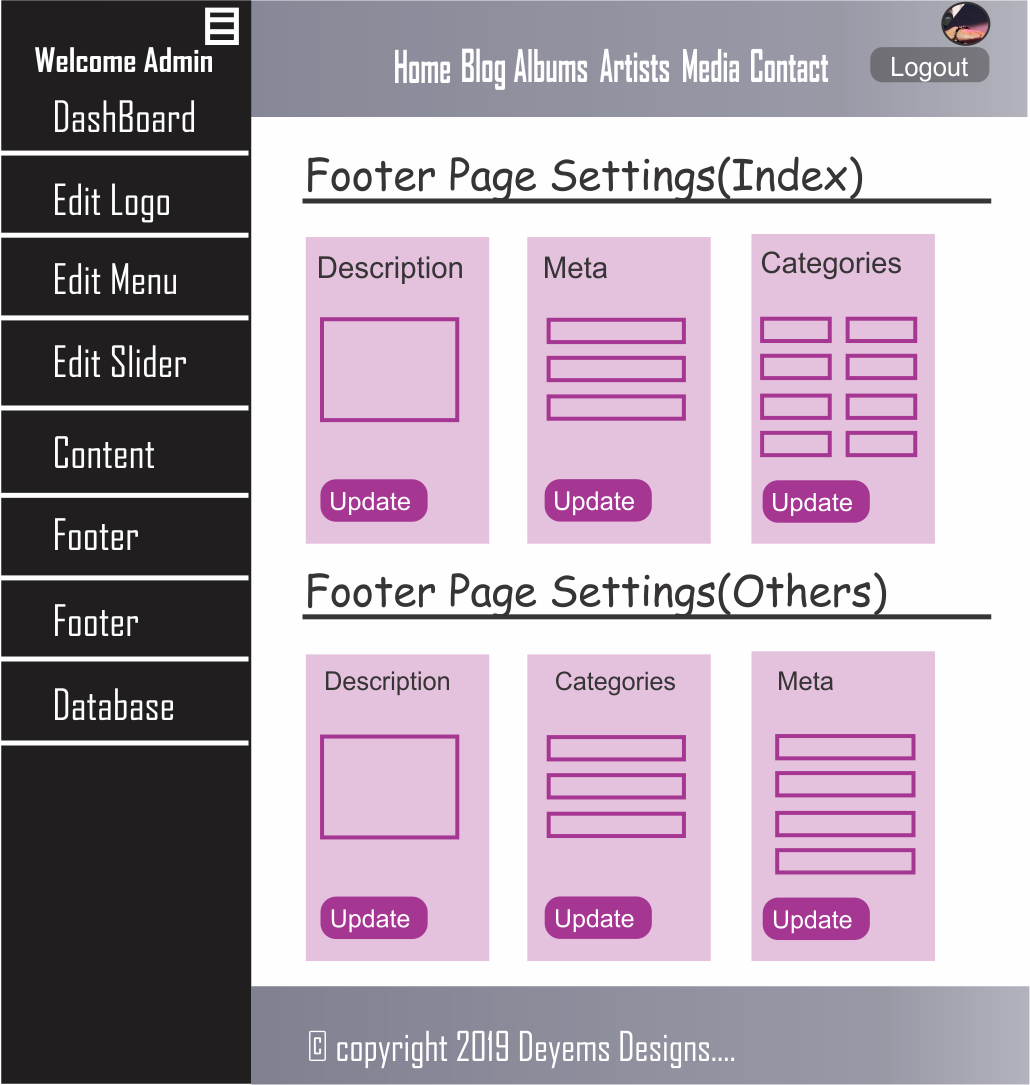 Welcome Admin
DashBoard
Edit Logo
Edit Menu
Edit Slider
Content
Footer
Footer
Database
Home Blog Albums Artists Media Contact
Logout
Footer Page Settings(Index)
Description
Update
Meta
Update
Categories
Update
Footer Page Settings(Others)
Description
Update
Categories
Update
Meta
Update
© copyright 2019 Deyems Designs....